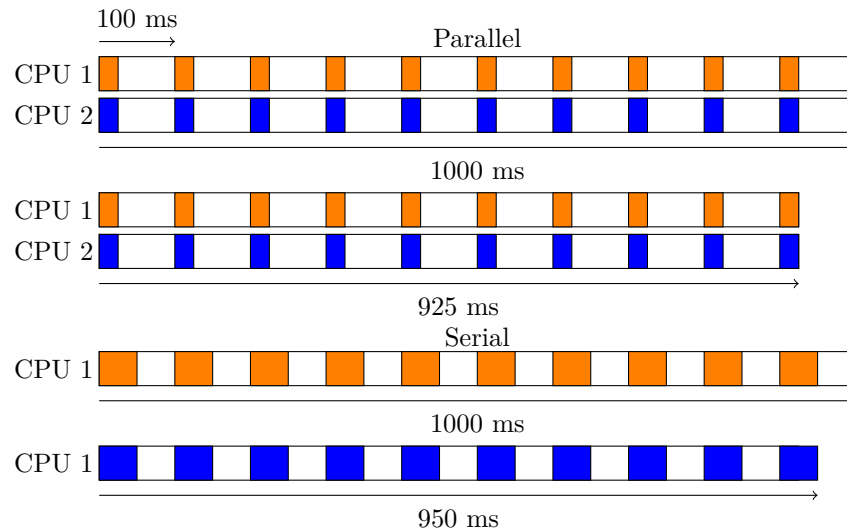 100 ms
Parallel
CPU 1
CPU 2
1000 ms
CPU 1
CPU 2
925 ms
Serial
CPU 1
1000 ms
CPU 1
950 ms